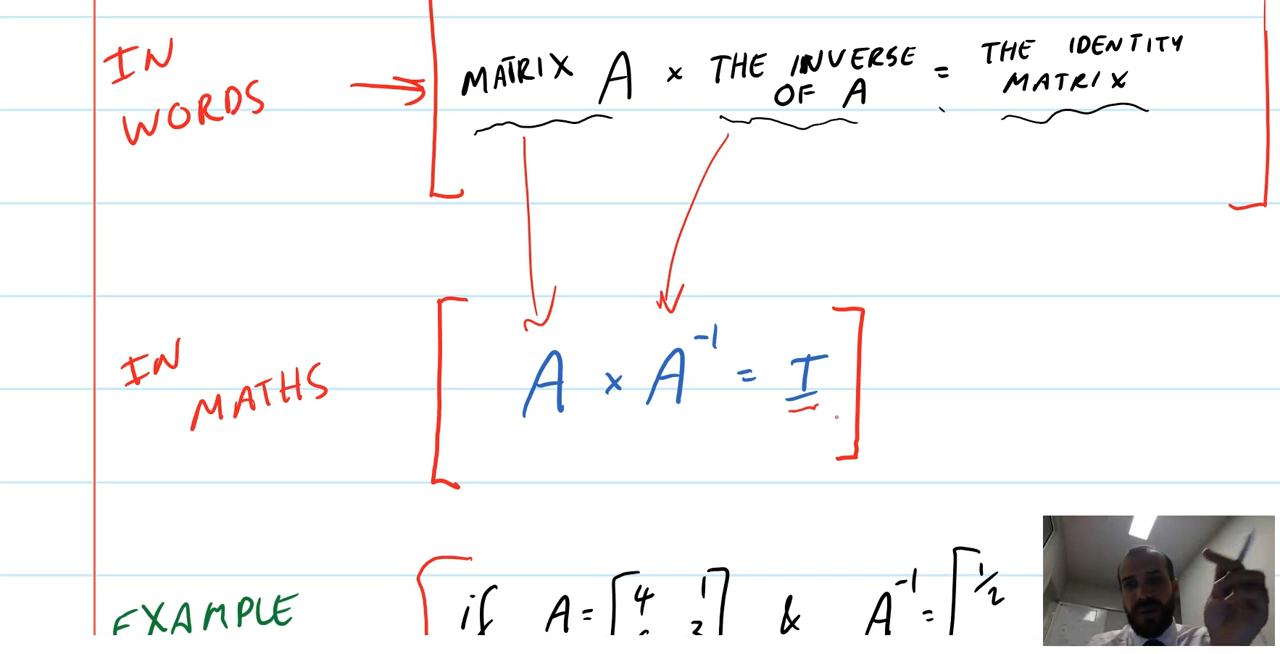 IN WORDS → MATRIX A × THE INVERSE OF A = THE IDENTITY MATRIX
IN MATHS A × A⁻¹ = I
EXAMPLE if A = [4 1 & A⁻¹ = [1/2